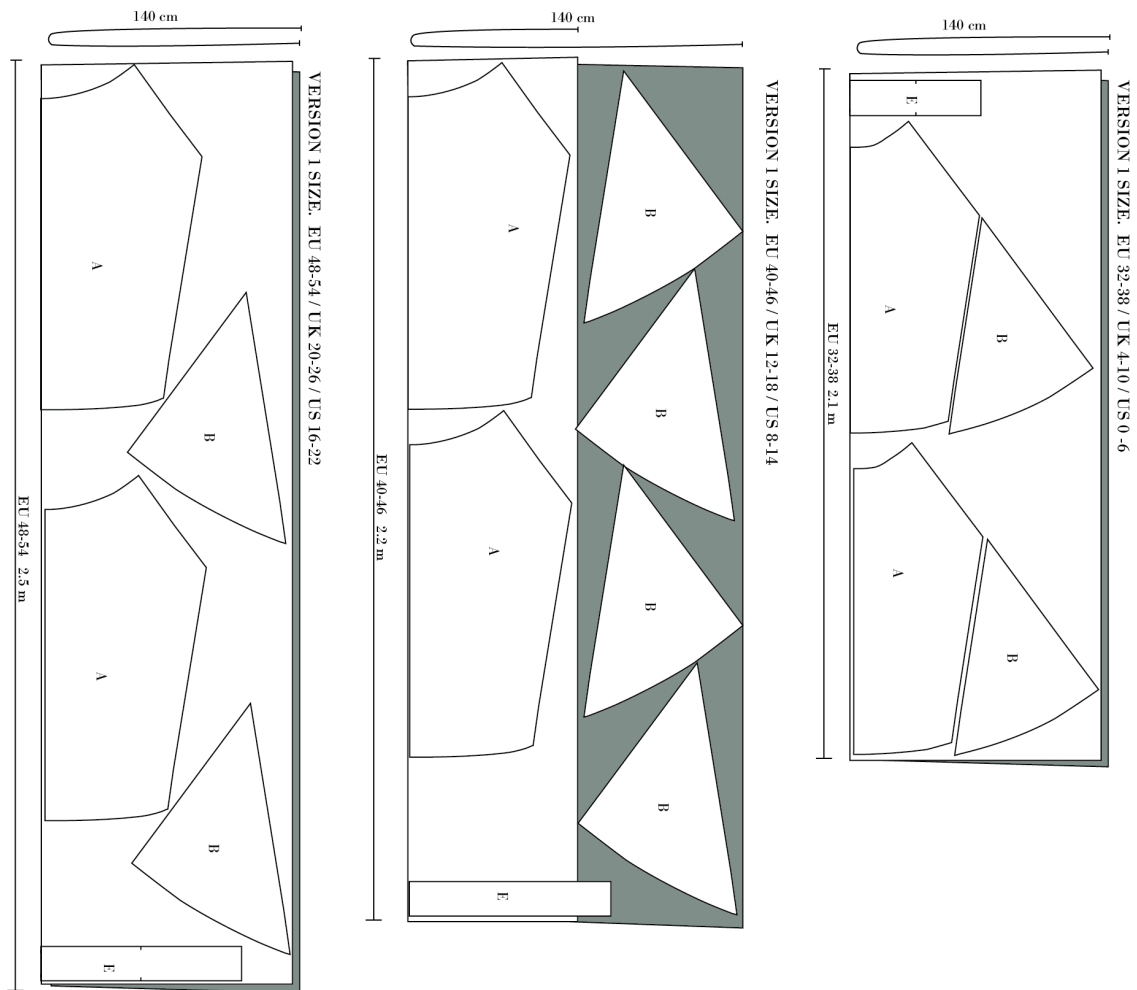 140 cm
VERSION 1 SIZE. EU 48-54 / UK 20-26 / US 16-22
EU 48-54 2.5 m
A
B
A
B
E
140 cm
VERSION 1 SIZE. EU 40-46 / UK 12-18 / US 8-14
EU 40-46 2.2 m
A
B
B
A
B
B
E
140 cm
VERSION 1 SIZE. EU 32-38 / UK 4-10 / US 0 -6
EU 32-38 2.1 m
E
A
B
A
B